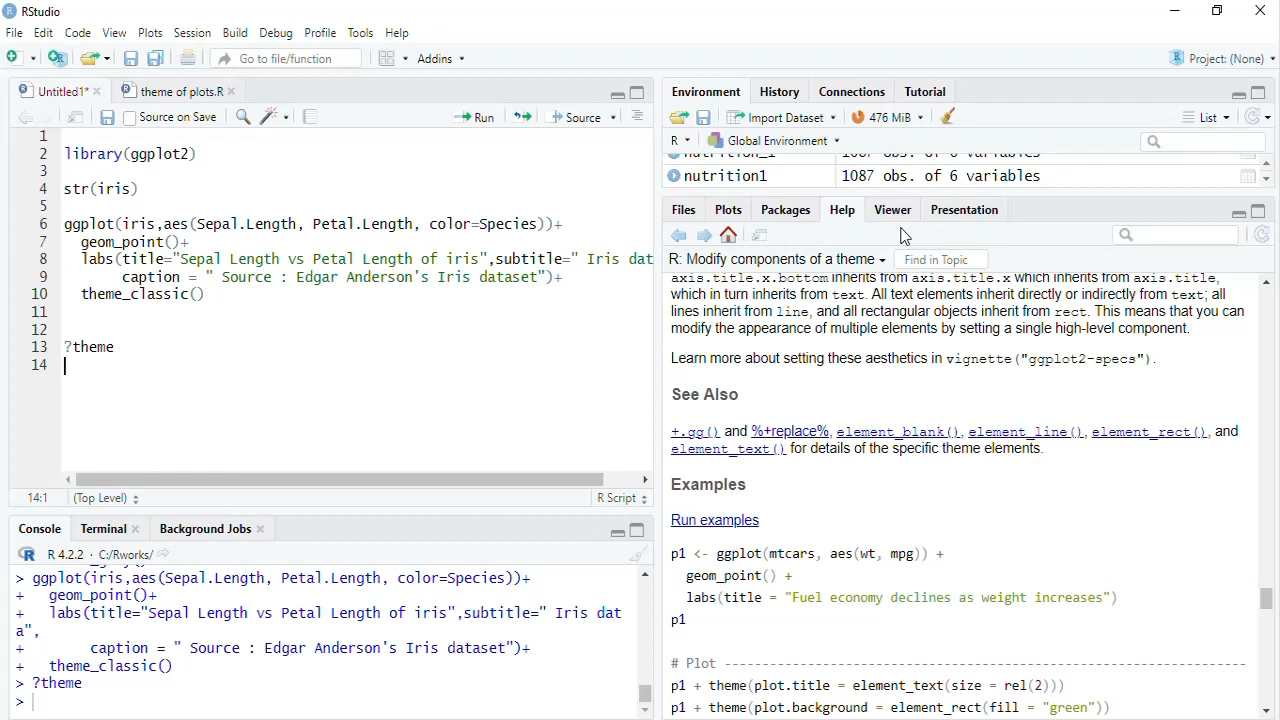 RStudio
File Edit Code View Plots Session Build Debug Profile Tools Help
Go to file/function Addins Project: (None)
Untitled1* theme of plots.R
Source on Save Run Source
1
2 library(ggplot2)
3
4 str(iris)
5
6 ggplot(iris,aes(Sepal.Length, Petal.Length, color=Species))+
7 geom_point()+
8 labs(title="Sepal Length vs Petal Length of iris",subtitle=" Iris dat
9 caption = " Source : Edgar Anderson's Iris dataset")+
10 theme_classic()
11
12
13 ?theme
14
14:1 (Top Level) R Script
Console Terminal Background Jobs
R 4.2.2 · C:/Rworks/
> ggplot(iris,aes(Sepal.Length, Petal.Length, color=Species))+
+ geom_point()+
+ labs(title="Sepal Length vs Petal Length of iris",subtitle=" Iris dat
a",
+ caption = " Source : Edgar Anderson's Iris dataset")+
+ theme_classic()
> ?theme
>
Environment History Connections Tutorial
Import Dataset 476 MiB List
R Global Environment
nutrition_1 1087 obs. of 6 variables
nutrition1 1087 obs. of 6 variables
Files Plots Packages Help Viewer Presentation
R: Modify components of a theme Find in Topic
axis.title.x.bottom inherits from axis.title.x which inherits from axis.title,
which in turn inherits from text. All text elements inherit directly or indirectly from text; all
lines inherit from line, and all rectangular objects inherit from rect. This means that you can
modify the appearance of multiple elements by setting a single high-level component.
Learn more about setting these aesthetics in vignette("ggplot2-specs").
See Also
+.gg() and %+replace%, element_blank(), element_line(), element_rect(), and
element_text() for details of the specific theme elements.
Examples
Run examples
p1 <- ggplot(mtcars, aes(wt, mpg)) +
geom_point() +
labs(title = "Fuel economy declines as weight increases")
p1
# Plot ---------------------------------------------------------------------
p1 + theme(plot.title = element_text(size = rel(2)))
p1 + theme(plot.background = element_rect(fill = "green"))